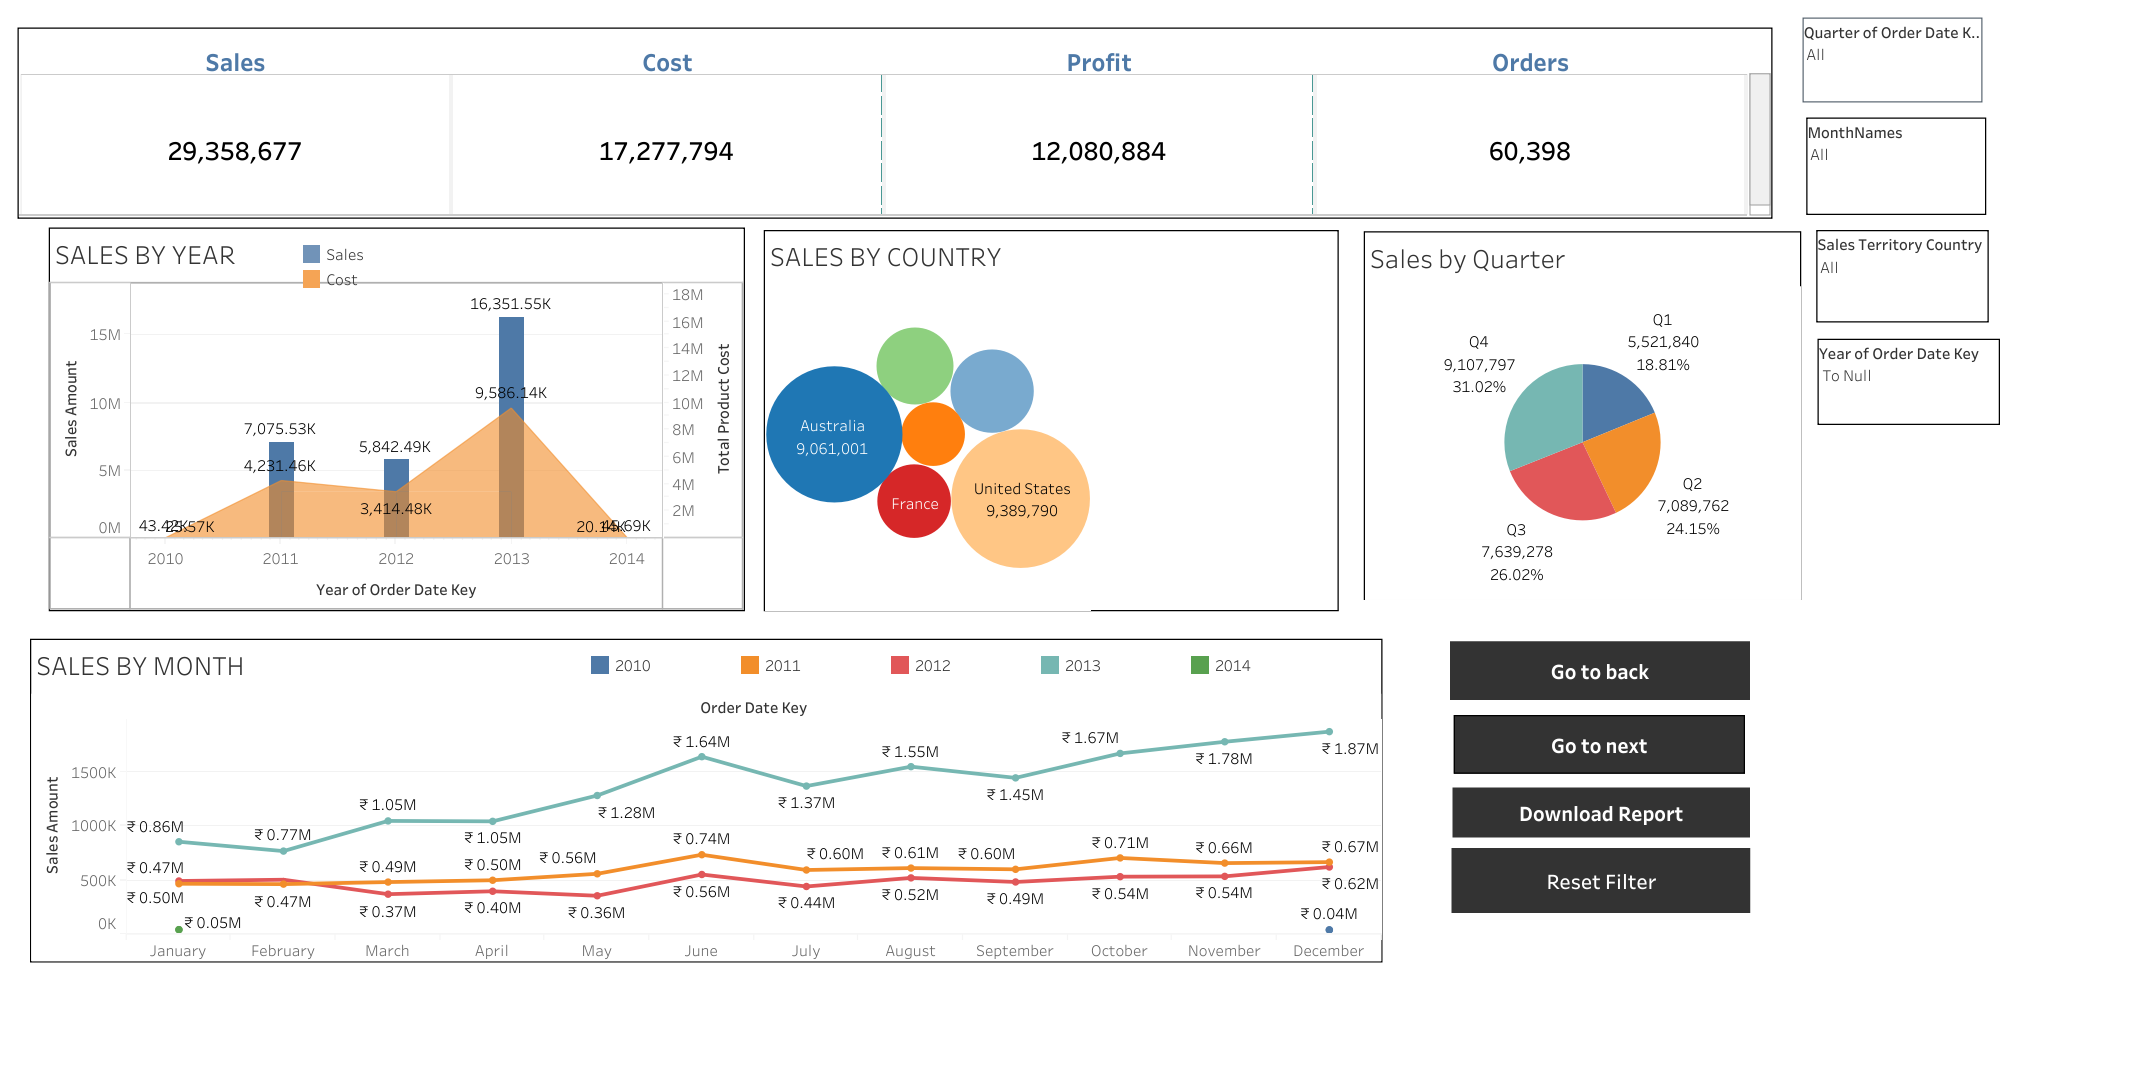 Sales Cost Profit Orders
29,358,677 17,277,794 12,080,884 60,398
Quarter of Order Date K..
All
MonthNames
All
Sales Territory Country
All
Year of Order Date Key
To Null
SALES BY YEAR
Sales
Cost
Sales Amount
15M
10M
5M
0M
16,351.55K
9,586.14K
7,075.53K
4,231.46K
5,842.49K
3,414.48K
43.42K
25.57K
20.14K
45.69K
18M
16M
14M
12M
10M
8M
6M
4M
2M
Total Product Cost
2010 2011 2012 2013 2014
Year of Order Date Key
SALES BY COUNTRY
Australia
9,061,001
France
United States
9,389,790
Sales by Quarter
Q1
5,521,840
18.81%
Q4
9,107,797
31.02%
Q2
7,089,762
24.15%
Q3
7,639,278
26.02%
SALES BY MONTH
2010 2011 2012 2013 2014
Order Date Key
Sales Amount
1500K
1000K
500K
0K
₹ 0.86M ₹ 0.77M ₹ 1.05M ₹ 1.05M ₹ 1.28M ₹ 1.64M ₹ 1.37M ₹ 1.55M ₹ 1.45M ₹ 1.67M ₹ 1.78M ₹ 1.87M
₹ 0.47M ₹ 0.49M ₹ 0.50M ₹ 0.56M ₹ 0.74M ₹ 0.60M ₹ 0.61M ₹ 0.60M ₹ 0.71M ₹ 0.66M ₹ 0.67M
₹ 0.50M ₹ 0.47M ₹ 0.37M ₹ 0.40M ₹ 0.36M ₹ 0.56M ₹ 0.44M ₹ 0.52M ₹ 0.49M ₹ 0.54M ₹ 0.54M ₹ 0.62M
₹ 0.05M ₹ 0.04M
January February March April May June July August September October November December
Go to back
Go to next
Download Report
Reset Filter